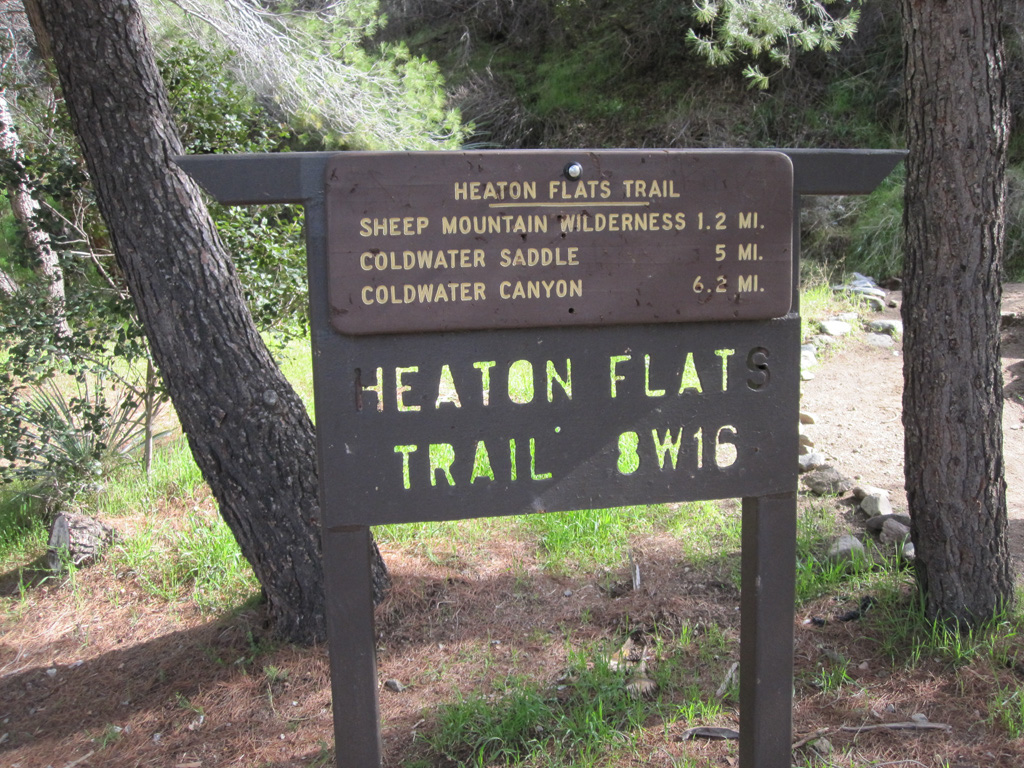 HEATON FLATS TRAIL
SHEEP MOUNTAIN WILDERNESS 1.2 MI.
COLDWATER SADDLE 5 MI.
COLDWATER CANYON 6.2 MI.
HEATON FLATS
TRAIL 8W16